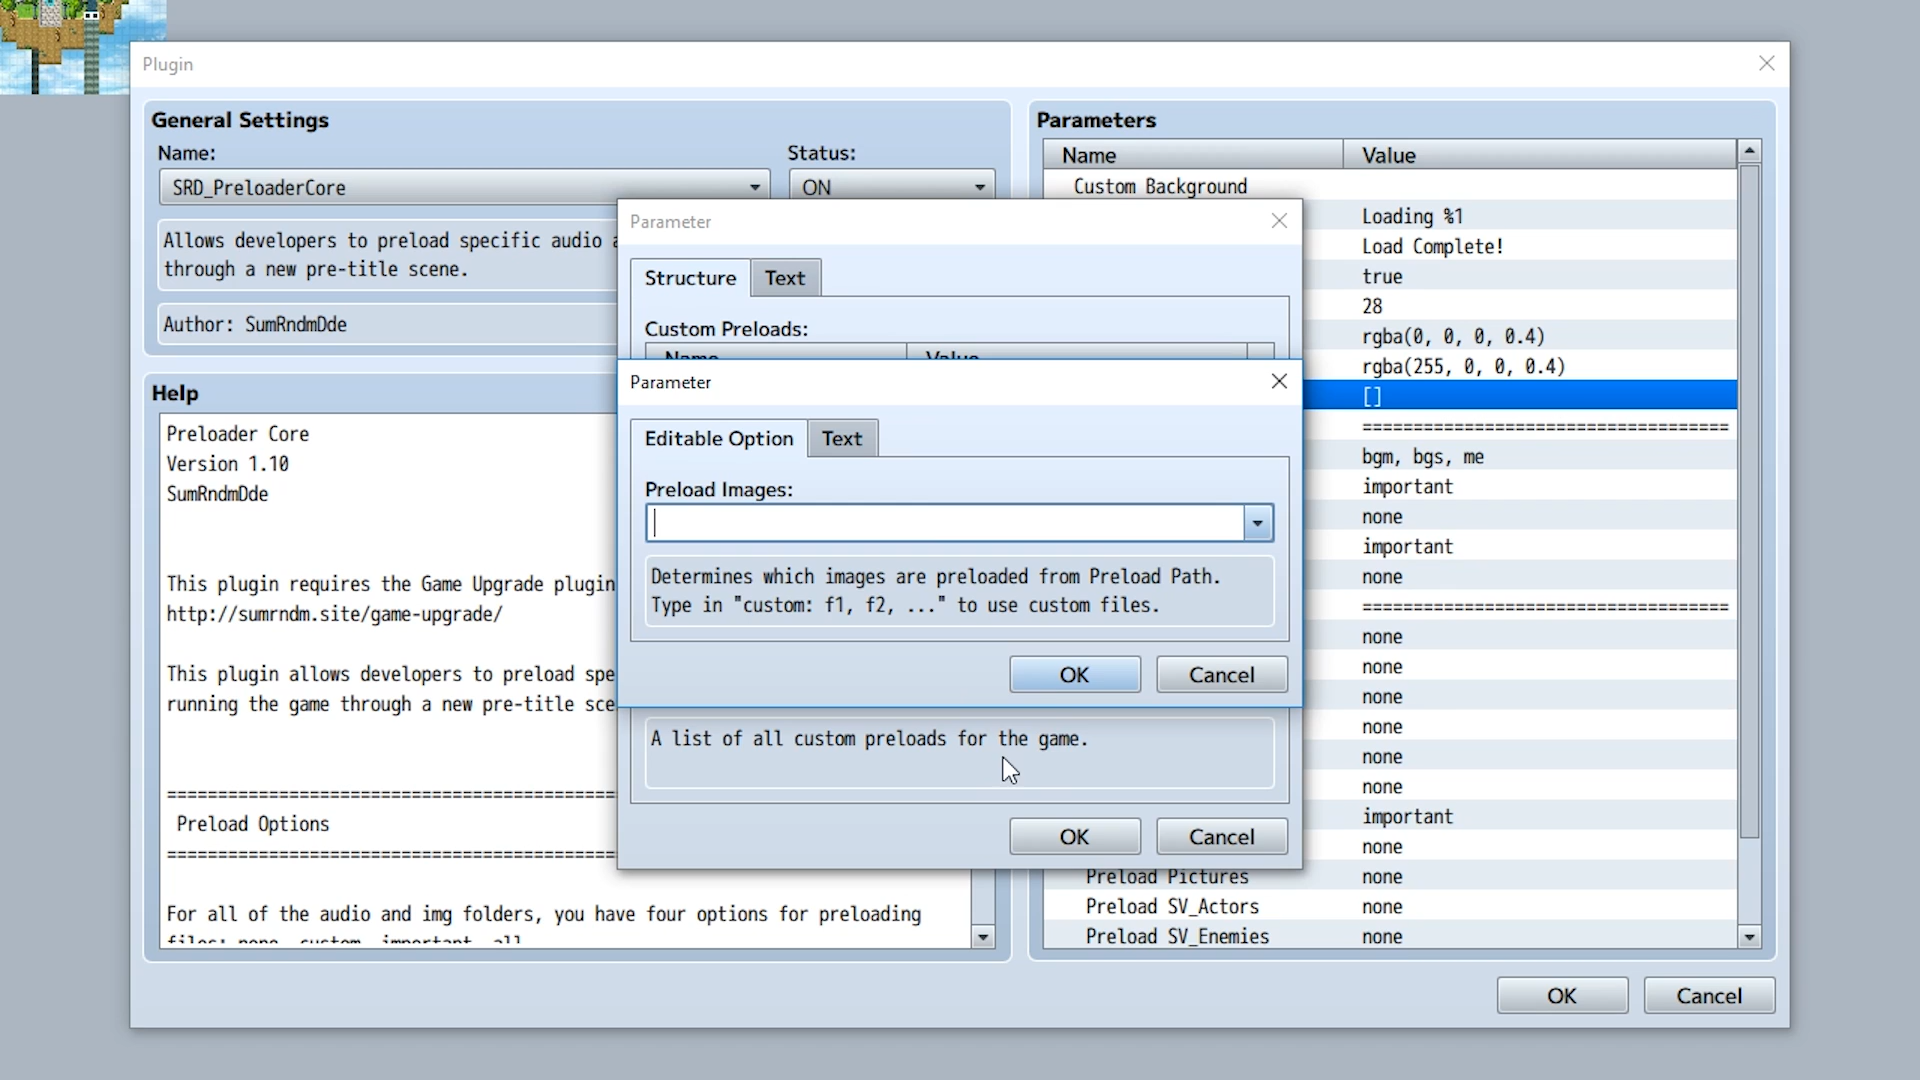 Plugin
General Settings
Name:
Status:
SRD_PreloaderCore
ON
Allows developers to preload specific audio
through a new pre-title scene.
Author: SumRndmDde
Help
Preloader Core
Version 1.10
SumRndmDde
This plugin requires the Game Upgrade plugin
http://sumrndm.site/game-upgrade/
This plugin allows developers to preload spe
running the game through a new pre-title sce
============================================
Preload Options
============================================
For all of the audio and img folders, you have four options for preloading
files: none, custom, important, all
Parameter
Structure
Text
Custom Preloads:
Name
Value
Parameter
Editable Option
Text
Preload Images:
Determines which images are preloaded from Preload Path.
Type in "custom: f1, f2, ..." to use custom files.
OK
Cancel
A list of all custom preloads for the game.
OK
Cancel
Parameters
Name
Value
Custom Background
Loading %1
Load Complete!
true
28
rgba(0, 0, 0, 0.4)
rgba(255, 0, 0, 0.4)
[]
====================================
bgm, bgs, me
important
none
important
none
====================================
none
none
none
none
none
none
important
none
Preload Pictures none
Preload SV_Actors none
Preload SV_Enemies none
OK
Cancel